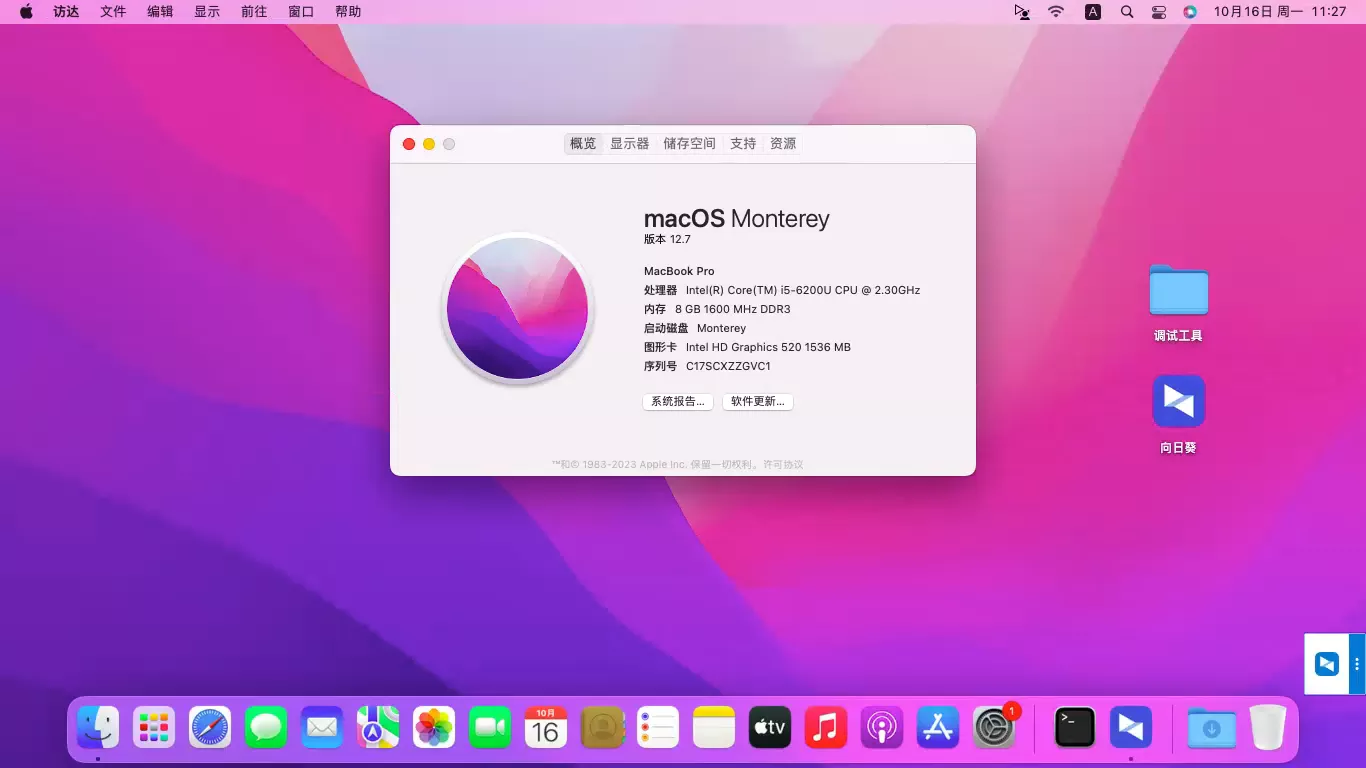 访达 文件 编辑 显示 前往 窗口 帮助 A 10月16日 周一 11:27
概览 显示器 储存空间 支持 资源
macOS Monterey
版本 12.7
MacBook Pro
处理器 Intel(R) Core(TM) i5-6200U CPU @ 2.30GHz
内存 8 GB 1600 MHz DDR3
启动磁盘 Monterey
图形卡 Intel HD Graphics 520 1536 MB
序列号 C17SCXZZGVC1
系统报告... 软件更新...
™和© 1983-2023 Apple Inc. 保留一切权利。许可协议
调试工具
向日葵
10月
16
tv
1
>_